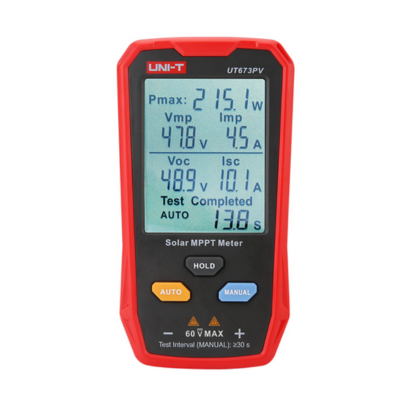 UNI-T UT673PV
Pmax: 215.1 W
Vmp Imp
47.8 V 4.5 A
Voc Isc
48.9 V 10.1 A
Test Completed
AUTO 13.8 S
Solar MPPT Meter
HOLD
AUTO MANUAL
− 60 V MAX +
Test Interval (MANUAL): ≥30 s